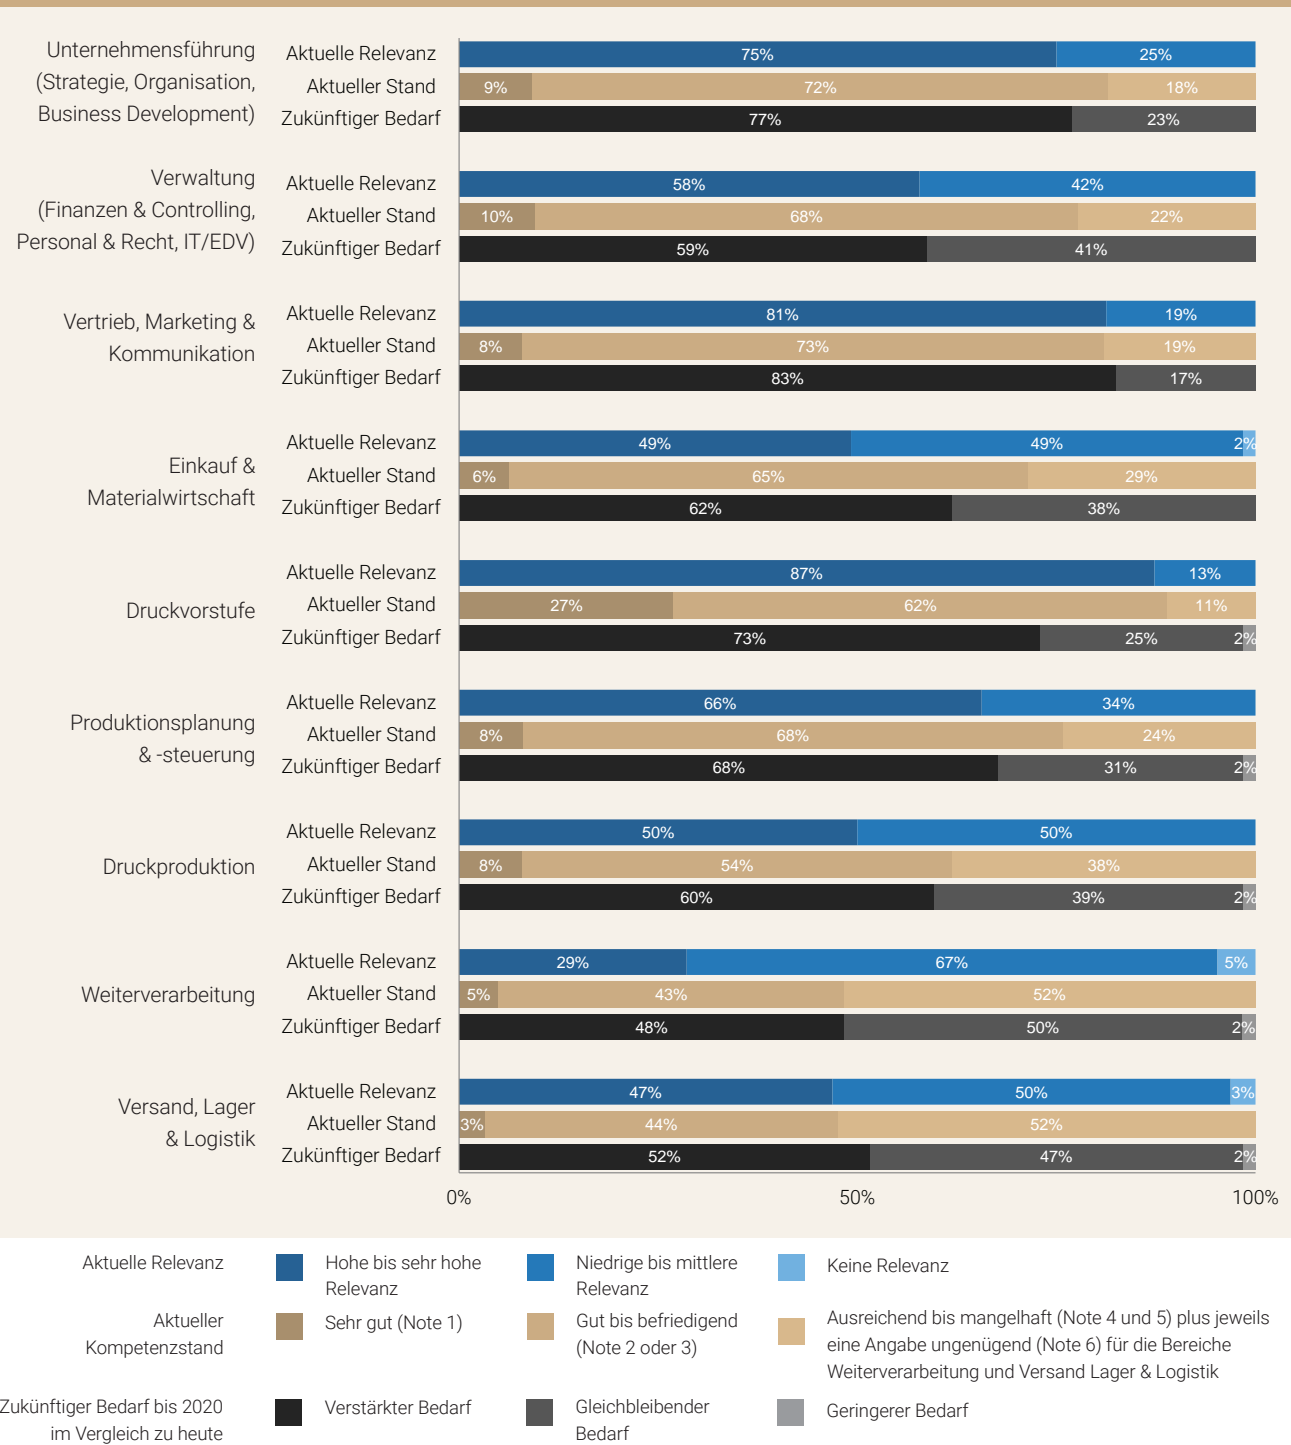 Unternehmensführung
(Strategie, Organisation,
Business Development)
Aktuelle Relevanz 75% 25%
Aktueller Stand 9% 72% 18%
Zukünftiger Bedarf 77% 23%
Verwaltung
(Finanzen & Controlling,
Personal & Recht, IT/EDV)
Aktuelle Relevanz 58% 42%
Aktueller Stand 10% 68% 22%
Zukünftiger Bedarf 59% 41%
Vertrieb, Marketing &
Kommunikation
Aktuelle Relevanz 81% 19%
Aktueller Stand 8% 73% 19%
Zukünftiger Bedarf 83% 17%
Einkauf &
Materialwirtschaft
Aktuelle Relevanz 49% 49% 2%
Aktueller Stand 6% 65% 29%
Zukünftiger Bedarf 62% 38%
Druckvorstufe
Aktuelle Relevanz 87% 13%
Aktueller Stand 27% 62% 11%
Zukünftiger Bedarf 73% 25% 2%
Produktionsplanung
& -steuerung
Aktuelle Relevanz 66% 34%
Aktueller Stand 8% 68% 24%
Zukünftiger Bedarf 68% 31% 2%
Druckproduktion
Aktuelle Relevanz 50% 50%
Aktueller Stand 8% 54% 38%
Zukünftiger Bedarf 60% 39% 2%
Weiterverarbeitung
Aktuelle Relevanz 29% 67% 5%
Aktueller Stand 5% 43% 52%
Zukünftiger Bedarf 48% 50% 2%
Versand, Lager
& Logistik
Aktuelle Relevanz 47% 50% 3%
Aktueller Stand 3% 44% 52%
Zukünftiger Bedarf 52% 47% 2%
0% 50% 100%
Aktuelle Relevanz
Hohe bis sehr hohe
Relevanz
Niedrige bis mittlere
Relevanz
Keine Relevanz
Aktueller
Kompetenzstand
Sehr gut (Note 1)
Gut bis befriedigend
(Note 2 oder 3)
Ausreichend bis mangelhaft (Note 4 und 5) plus jeweils
eine Angabe ungenügend (Note 6) für die Bereiche
Weiterverarbeitung und Versand Lager & Logistik
Zukünftiger Bedarf bis 2020
im Vergleich zu heute
Verstärkter Bedarf
Gleichbleibender
Bedarf
Geringerer Bedarf